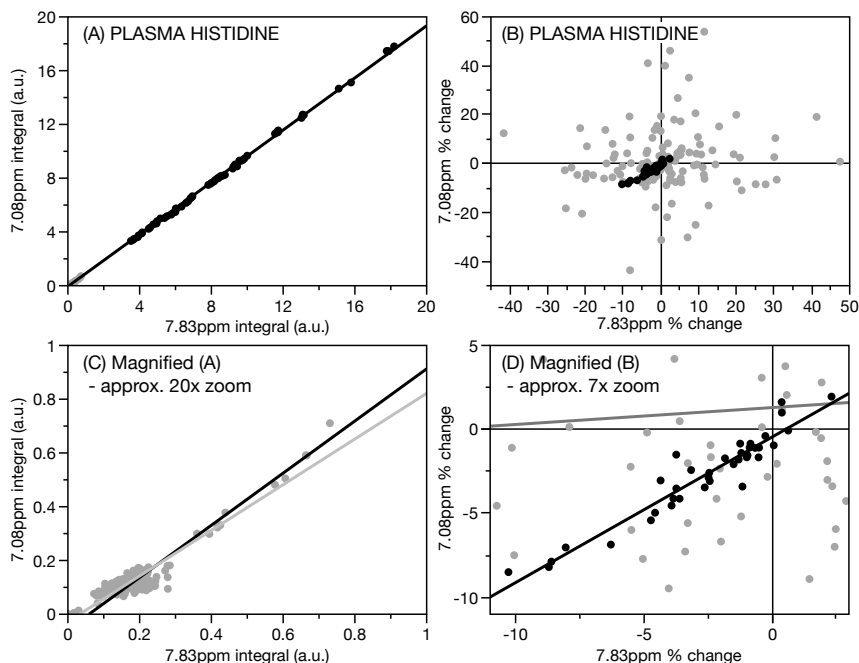 (A) PLASMA HISTIDINE
20
16
12
8
4
0
7.08ppm integral (a.u.)
0 4 8 12 16 20
7.83ppm integral (a.u.)
(B) PLASMA HISTIDINE
60
40
20
0
-20
-40
7.08ppm % change
-40 -30 -20 -10 0 10 20 30 40 50
7.83ppm % change
(C) Magnified (A)
- approx. 20x zoom
1
0.8
0.6
0.4
0.2
0
7.08ppm integral (a.u.)
0 0.2 0.4 0.6 0.8 1
7.83ppm integral (a.u.)
(D) Magnified (B)
- approx. 7x zoom
5
0
-5
-10
7.08ppm % change
-10 -5 0
7.83ppm % change